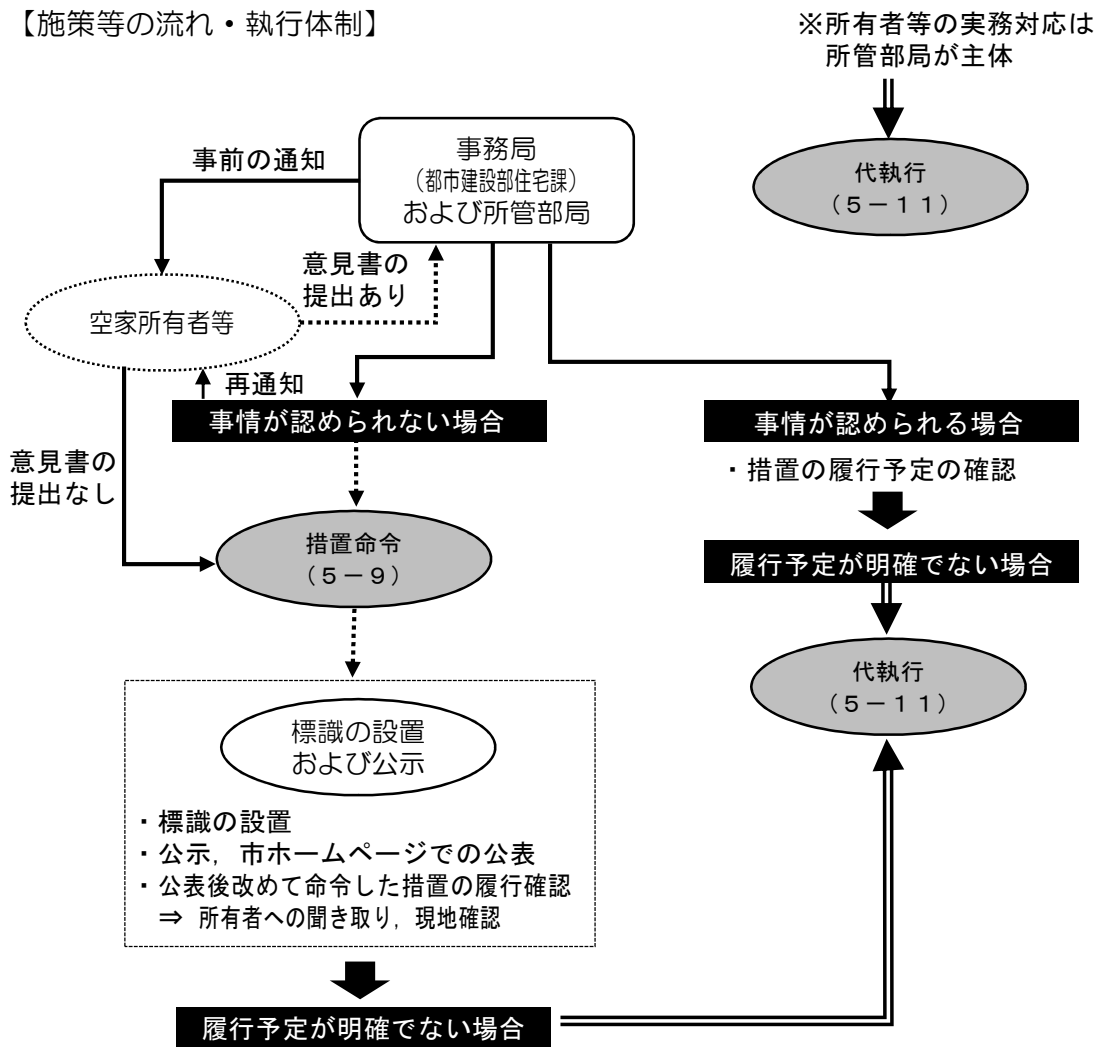 【施策等の流れ・執行体制】
※所有者等の実務対応は
所管部局が主体
代執行
（５－１１）
事務局
（都市建設部住宅課）
および所管部局
事前の通知
意見書の
提出あり
空家所有者等
再通知
事情が認められない場合
意見書の
提出なし
措置命令
（５－９）
標識の設置
および公示
・標識の設置
・公示，市ホームページでの公表
・公表後改めて命令した措置の履行確認
⇒ 所有者への聞き取り，現地確認
履行予定が明確でない場合
事情が認められる場合
・措置の履行予定の確認
履行予定が明確でない場合
代執行
（５－１１）